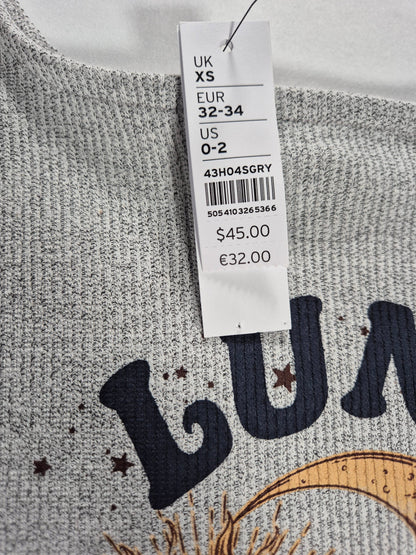 UK
XS
EUR
32-34
US
0-2
43H04SGRY
5054103265366
$45.00
€32.00
LUN